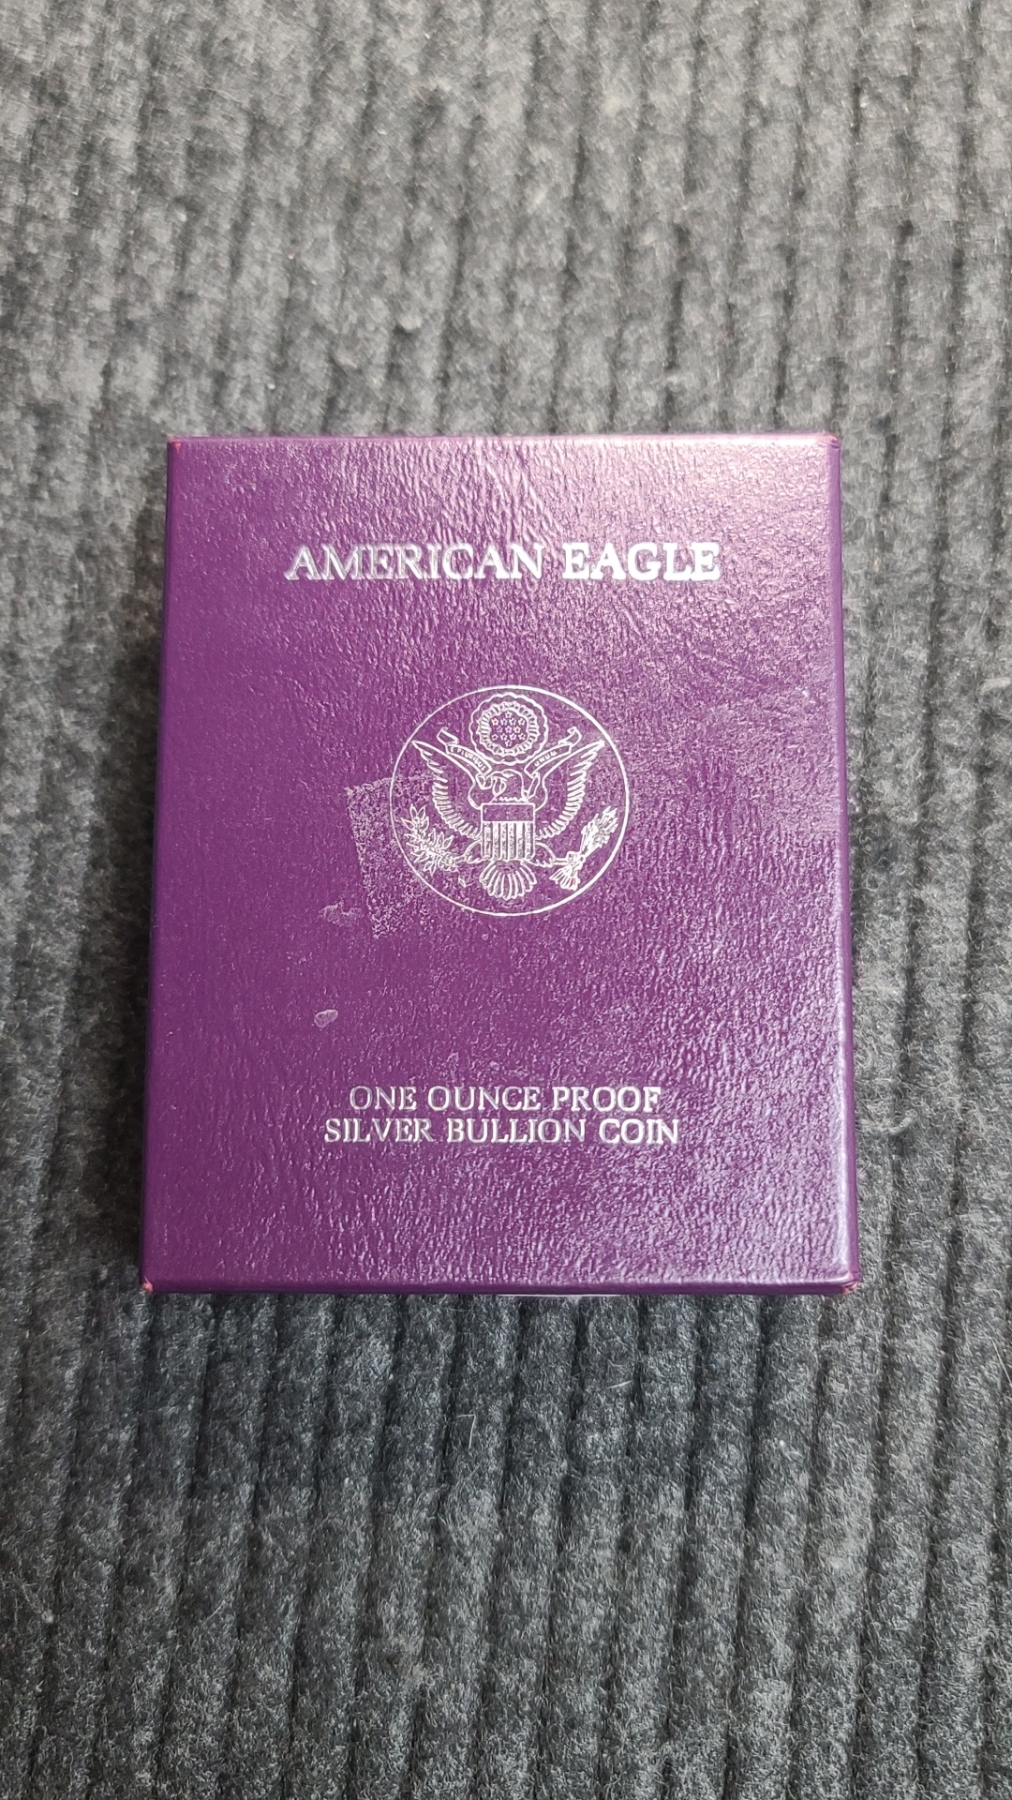 AMERICAN EAGLE
ONE OUNCE PROOF
SILVER BULLION COIN